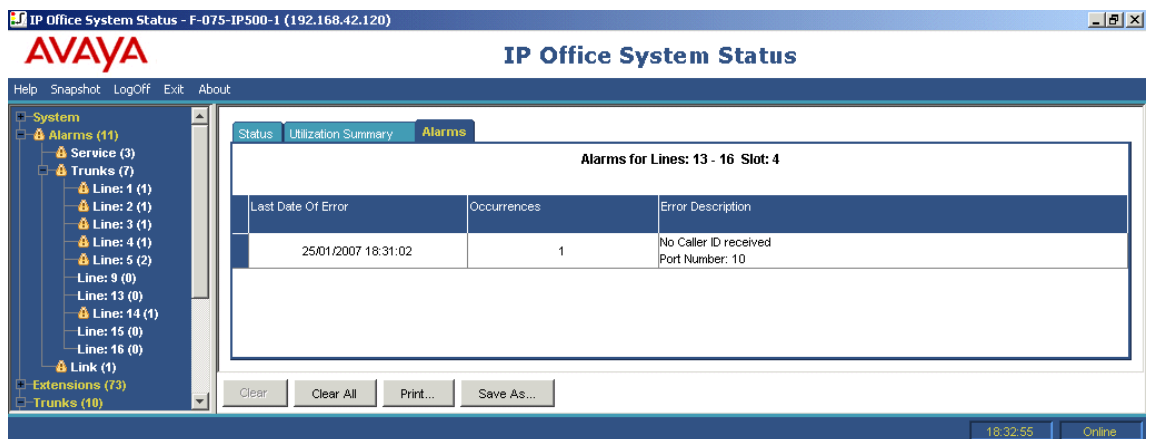 IP Office System Status - F-075-IP500-1 (192.168.42.120)
AVAYA
IP Office System Status
Help Snapshot LogOff Exit About
System
Alarms (11)
Service (3)
Trunks (7)
Line: 1 (1)
Line: 2 (1)
Line: 3 (1)
Line: 4 (1)
Line: 5 (2)
Line: 9 (0)
Line: 13 (0)
Line: 14 (1)
Line: 15 (0)
Line: 16 (0)
Link (1)
Extensions (73)
Trunks (10)
Status Utilization Summary Alarms
Alarms for Lines: 13 - 16 Slot: 4
Last Date Of Error Occurrences Error Description
25/01/2007 18:31:02 1 No Caller ID received
Port Number: 10
Clear Clear All Print... Save As...
18:32:55 Online